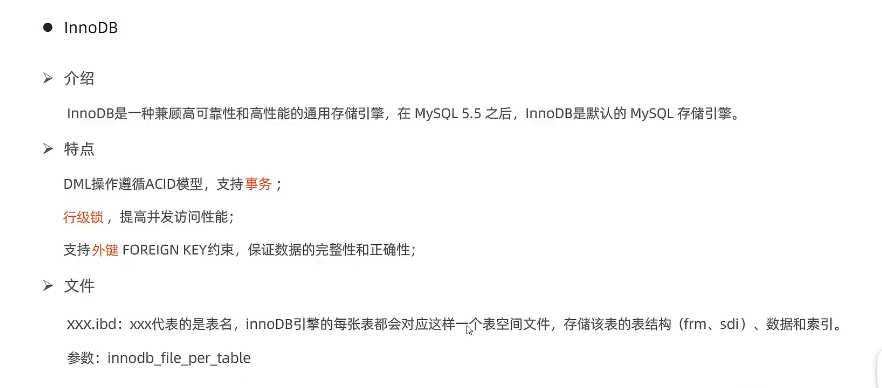 InnoDB
介绍
InnoDB是一种兼顾高可靠性和高性能的通用存储引擎，在 MySQL 5.5 之后，InnoDB是默认的 MySQL 存储引擎。
特点
DML操作遵循ACID模型，支持事务；
行级锁，提高并发访问性能；
支持外键 FOREIGN KEY约束，保证数据的完整性和正确性；
文件
xxx.ibd：xxx代表的是表名，innoDB引擎的每张表都会对应这样一个表空间文件，存储该表的表结构（frm、sdi）、数据和索引。
参数：innodb_file_per_table